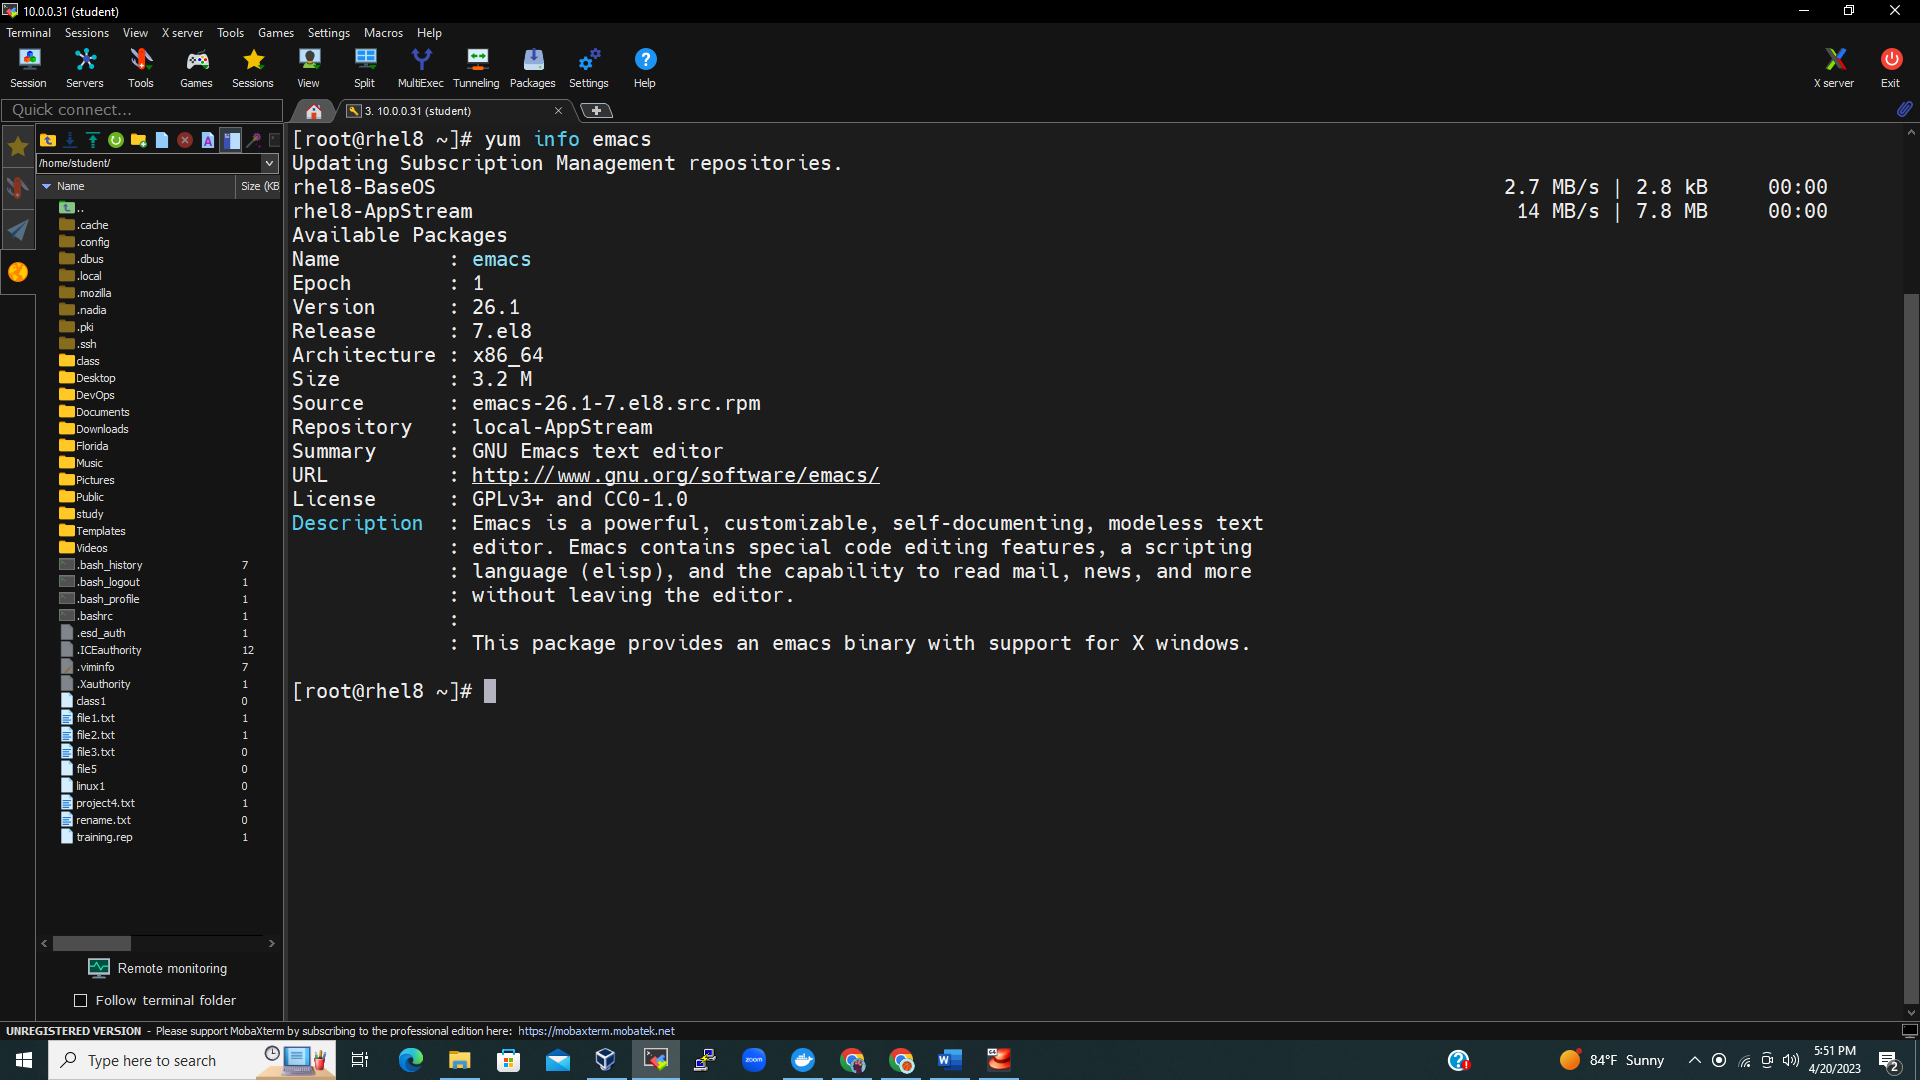 10.0.0.31 (student)
Terminal Sessions View X server Tools Games Settings Macros Help
Session Servers Tools Games Sessions View Split MultiExec Tunneling Packages Settings Help X server Exit
Quick connect...
3. 10.0.0.31 (student)
/home/student/
Name Size (KB
..
.cache
.config
.dbus
.local
.mozilla
.nadia
.pki
.ssh
class
Desktop
DevOps
Documents
Downloads
Florida
Music
Pictures
Public
study
Templates
Videos
.bash_history 7
.bash_logout 1
.bash_profile 1
.bashrc 1
.esd_auth 1
.ICEauthority 12
.viminfo 7
.Xauthority 1
class1 0
file1.txt 1
file2.txt 1
file3.txt 0
file5 0
linux1 0
project4.txt 1
rename.txt 0
training.rep 1
Remote monitoring
Follow terminal folder
[root@rhel8 ~]# yum info emacs
Updating Subscription Management repositories.
rhel8-BaseOS 2.7 MB/s | 2.8 kB 00:00
rhel8-AppStream 14 MB/s | 7.8 MB 00:00
Available Packages
Name : emacs
Epoch : 1
Version : 26.1
Release : 7.el8
Architecture : x86_64
Size : 3.2 M
Source : emacs-26.1-7.el8.src.rpm
Repository : local-AppStream
Summary : GNU Emacs text editor
URL : http://www.gnu.org/software/emacs/
License : GPLv3+ and CC0-1.0
Description : Emacs is a powerful, customizable, self-documenting, modeless text
: editor. Emacs contains special code editing features, a scripting
: language (elisp), and the capability to read mail, news, and more
: without leaving the editor.
:
: This package provides an emacs binary with support for X windows.
[root@rhel8 ~]#
UNREGISTERED VERSION - Please support MobaXterm by subscribing to the professional edition here: https://mobaxterm.mobatek.net
Type here to search
zoom
84°F Sunny
5:51 PM
4/20/2023
2